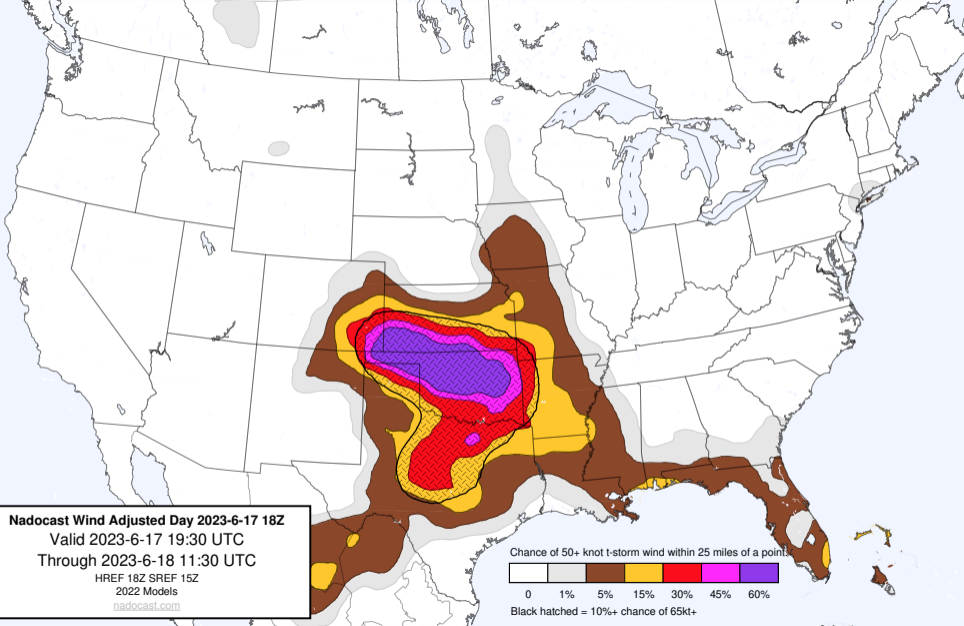 Nadocast Wind Adjusted Day 2023-6-17 18Z
Valid 2023-6-17 19:30 UTC
Through 2023-6-18 11:30 UTC
HREF 18Z SREF 15Z
2022 Models
nadocast.com
Chance of 50+ knot t-storm wind within 25 miles of a point.
0 1% 5% 15% 30% 45% 60%
Black hatched = 10%+ chance of 65kt+